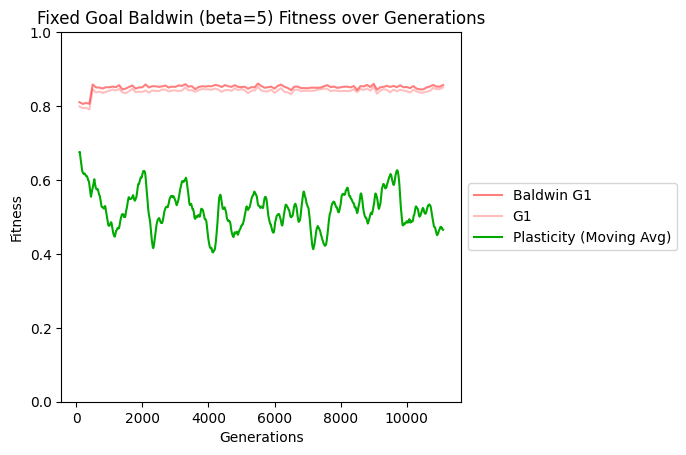 Fixed Goal Baldwin (beta=5) Fitness over Generations
1.0
0.8
0.6
0.4
0.2
0.0
Fitness
0 2000 4000 6000 8000 10000
Generations
Baldwin G1
G1
Plasticity (Moving Avg)